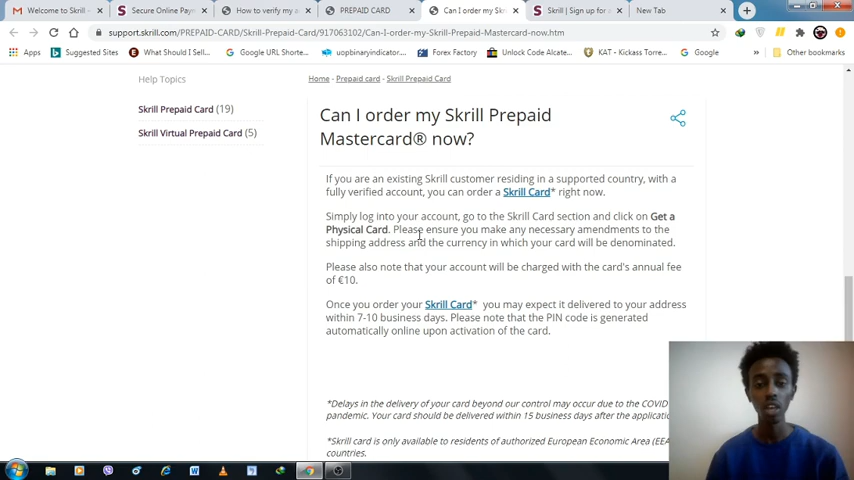 Welcome to Skrill -
Secure Online Paym
How to verify my a
PREPAID CARD
Can I order my Skri
Skrill | Sign up for a
New Tab
support.skrill.com/PREPAID-CARD/Skrill-Prepaid-Card/917063102/Can-I-order-my-Skrill-Prepaid-Mastercard-now.htm
Apps
Suggested Sites
What Should I Sell...
Google URL Shorte...
uopbinaryindicator...
Forex Factory
Unlock Code Alcate...
KAT - Kickass Torre...
Google
Other bookmarks
Help Topics
Skrill Prepaid Card (19)
Skrill Virtual Prepaid Card (5)
Home - Prepaid card - Skrill Prepaid Card
Can I order my Skrill Prepaid
Mastercard® now?
If you are an existing Skrill customer residing in a supported country, with a
fully verified account, you can order a Skrill Card* right now.
Simply log into your account, go to the Skrill Card section and click on Get a
Physical Card. Please ensure you make any necessary amendments to the
shipping address and the currency in which your card will be denominated.
Please also note that your account will be charged with the card's annual fee
of €10.
Once you order your Skrill Card* you may expect it delivered to your address
within 7-10 business days. Please note that the PIN code is generated
automatically online upon activation of the card.
*Delays in the delivery of your card beyond our control may occur due to the COVID
pandemic. Your card should be delivered within 15 business days after the applicatio
*Skrill card is only available to residents of authorized European Economic Area (EEA
countries.